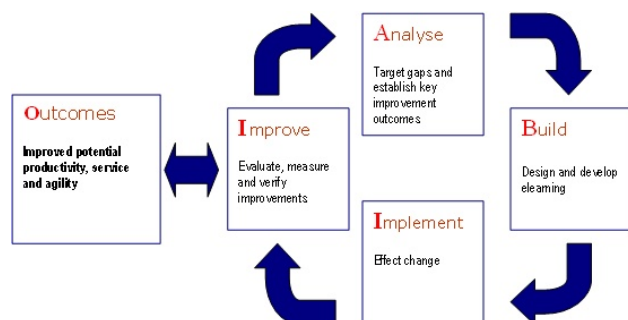 Analyse
Target gaps and
establish key
improvement
outcomes
Outcomes
Improved potential
productivity, service
and agility
Improve
Evaluate, measure
and verify
improvements
Build
Design and develop
elearning
Implement
Effect change